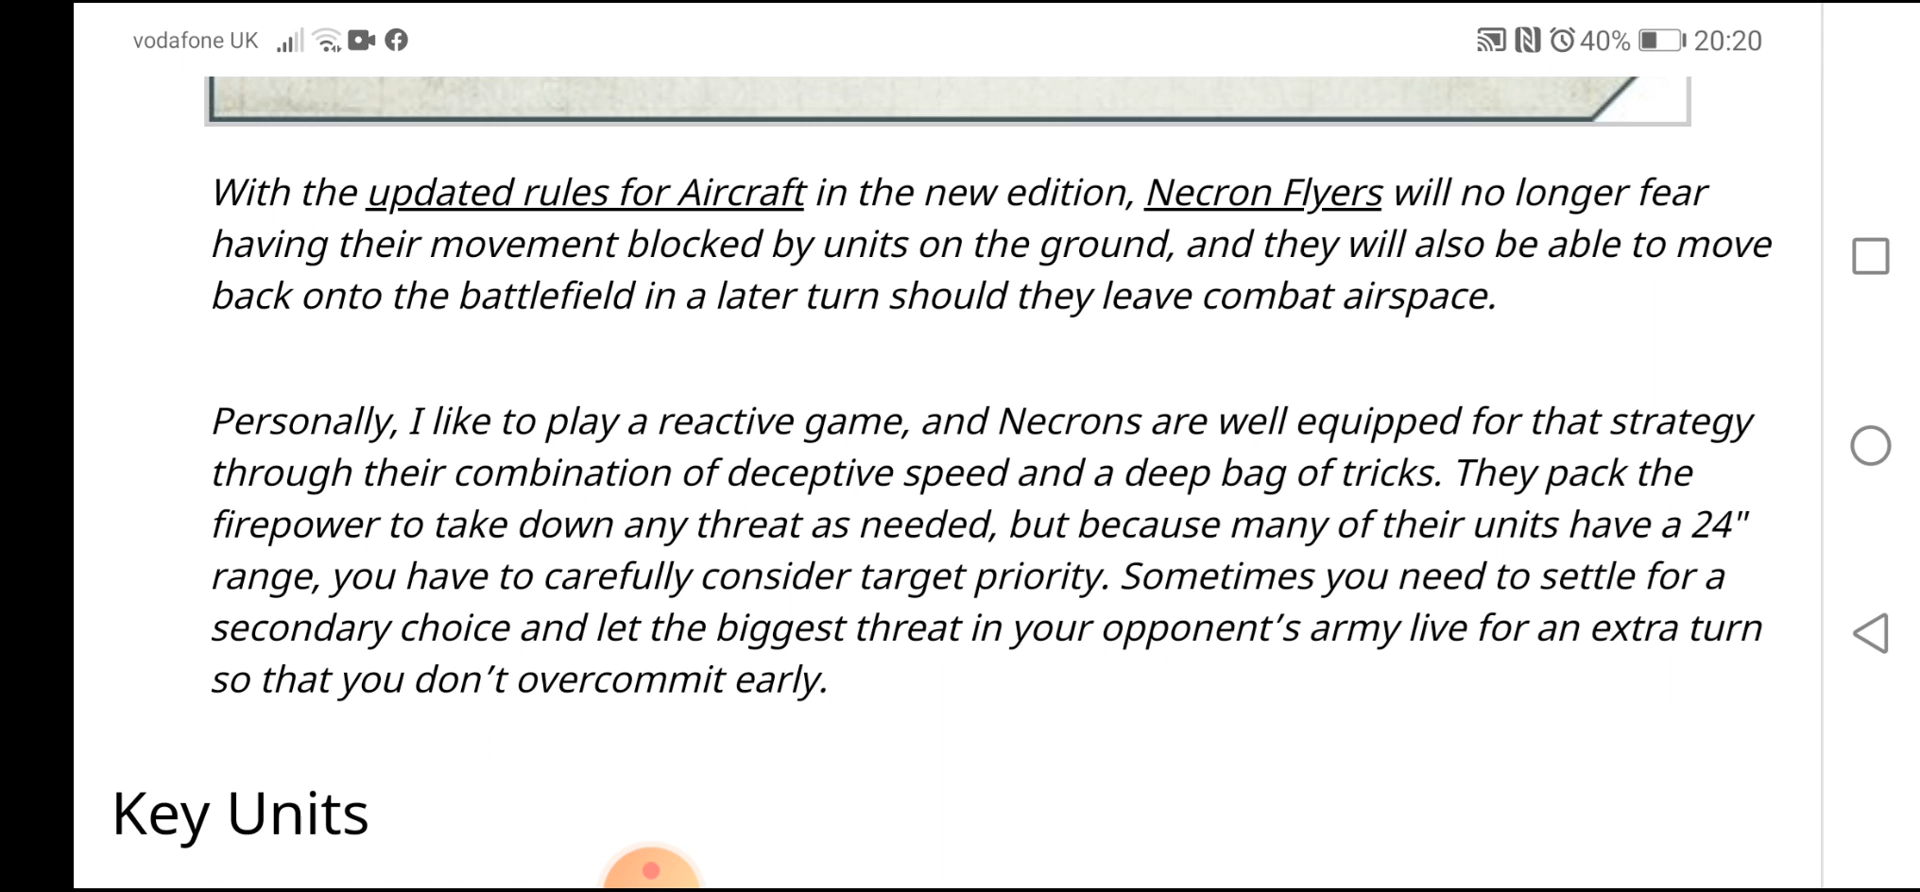 vodafone UK 40% 20:20
With the updated rules for Aircraft in the new edition, Necron Flyers will no longer fear
having their movement blocked by units on the ground, and they will also be able to move
back onto the battlefield in a later turn should they leave combat airspace.
Personally, I like to play a reactive game, and Necrons are well equipped for that strategy
through their combination of deceptive speed and a deep bag of tricks. They pack the
firepower to take down any threat as needed, but because many of their units have a 24"
range, you have to carefully consider target priority. Sometimes you need to settle for a
secondary choice and let the biggest threat in your opponent’s army live for an extra turn
so that you don’t overcommit early.
Key Units